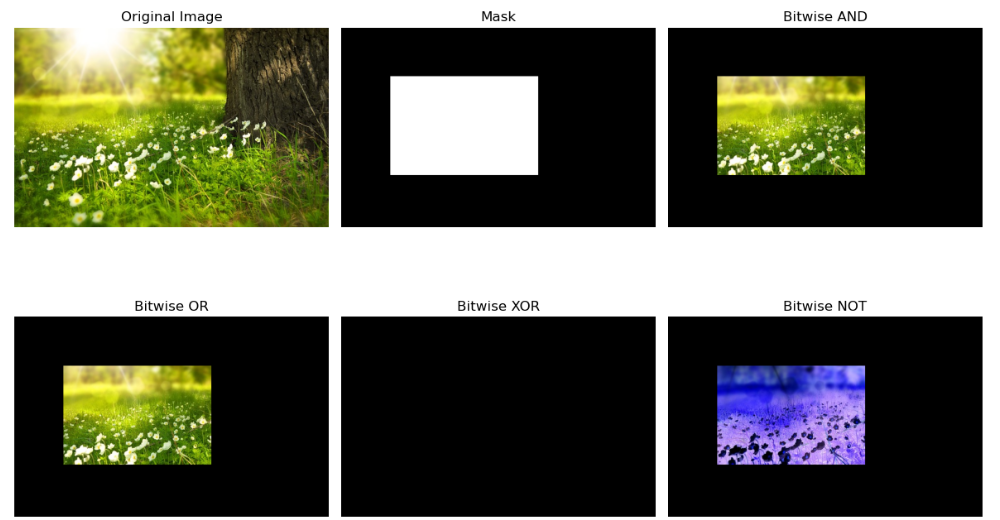 Original Image
Mask
Bitwise AND
Bitwise OR
Bitwise XOR
Bitwise NOT